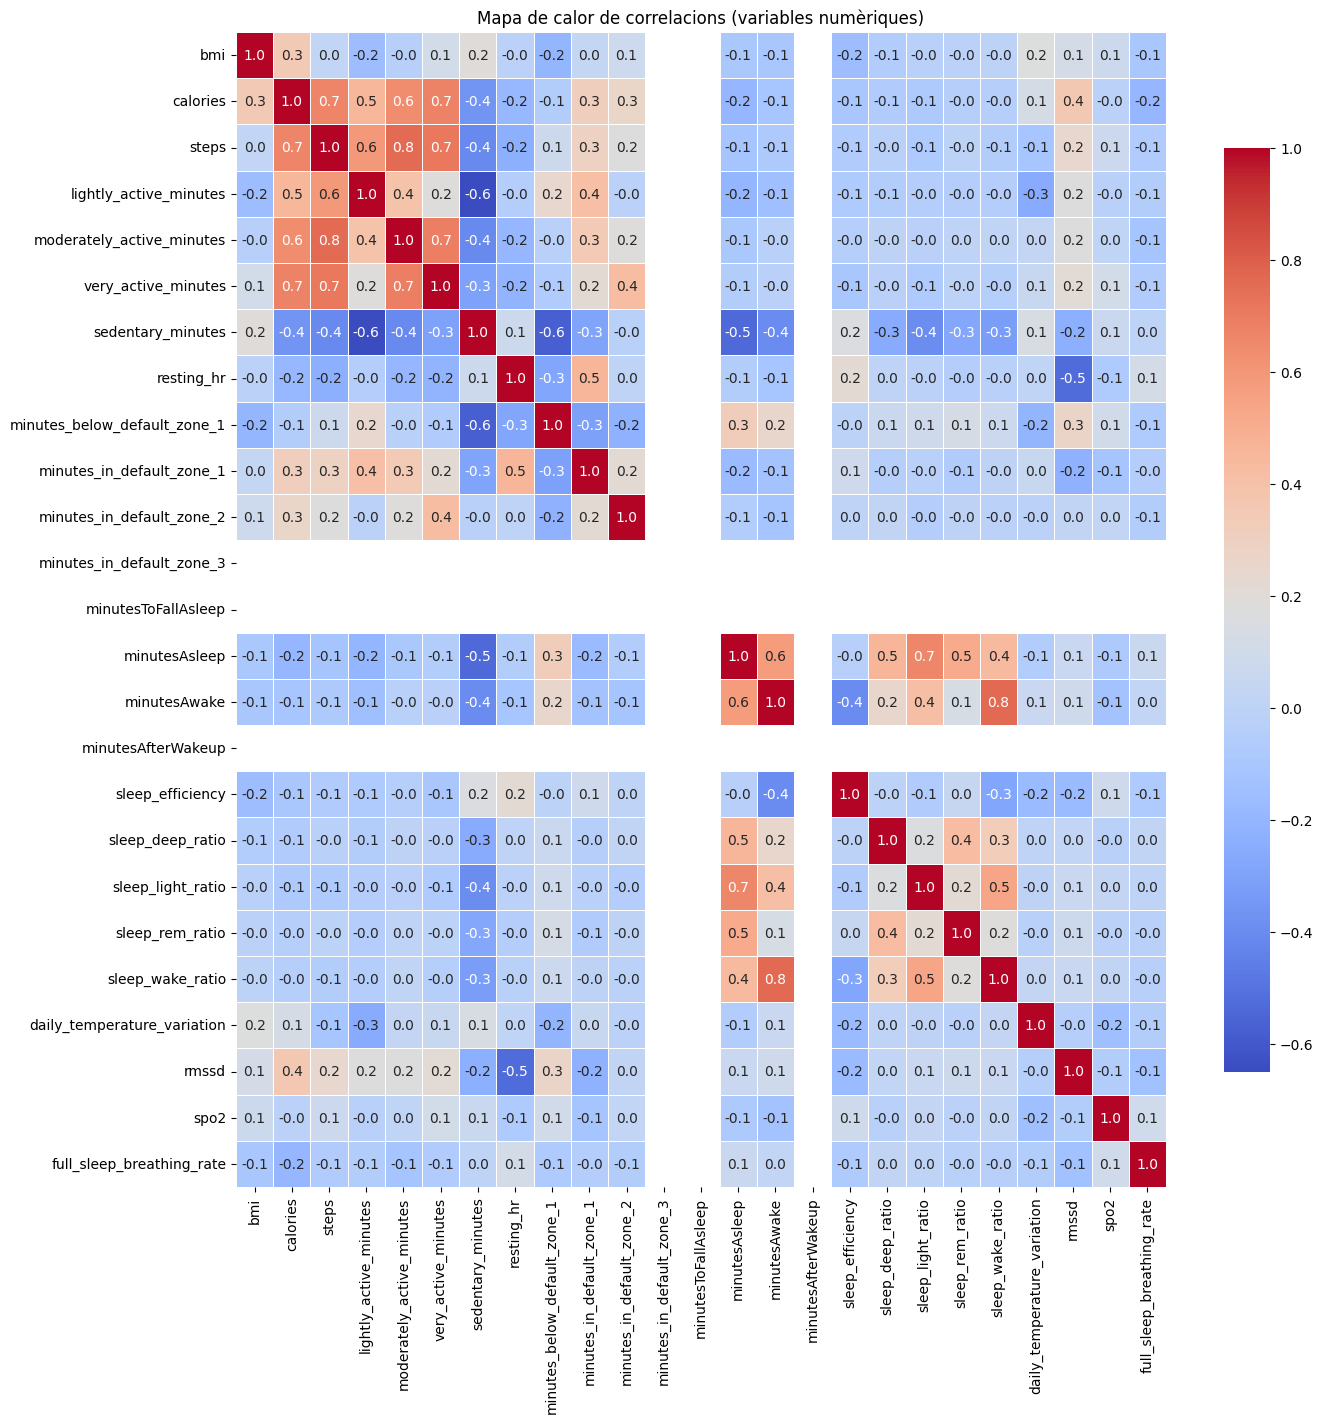 Mapa de calor de correlacions (variables numèriques)
bmi 1.0 0.3 0.0 -0.2 -0.0 0.1 0.2 -0.0 -0.2 0.0 0.1 -0.1 -0.1 -0.2 -0.1 -0.0 -0.0 -0.0 0.2 0.1 0.1 -0.1
calories 0.3 1.0 0.7 0.5 0.6 0.7 -0.4 -0.2 -0.1 0.3 0.3 -0.2 -0.1 -0.1 -0.1 -0.1 -0.0 -0.0 0.1 0.4 -0.0 -0.2
steps 0.0 0.7 1.0 0.6 0.8 0.7 -0.4 -0.2 0.1 0.3 0.2 -0.1 -0.1 -0.1 -0.0 -0.1 -0.0 -0.1 -0.1 0.2 0.1 -0.1
lightly_active_minutes -0.2 0.5 0.6 1.0 0.4 0.2 -0.6 -0.0 0.2 0.4 -0.0 -0.2 -0.1 -0.1 -0.1 -0.0 -0.0 -0.0 -0.3 0.2 -0.0 -0.1
moderately_active_minutes -0.0 0.6 0.8 0.4 1.0 0.7 -0.4 -0.2 -0.0 0.3 0.2 -0.1 -0.0 -0.0 -0.0 -0.0 0.0 0.0 0.0 0.2 0.0 -0.1
very_active_minutes 0.1 0.7 0.7 0.2 0.7 1.0 -0.3 -0.2 -0.1 0.2 0.4 -0.1 -0.0 -0.1 -0.0 -0.1 -0.0 -0.0 0.1 0.2 0.1 -0.1
sedentary_minutes 0.2 -0.4 -0.4 -0.6 -0.4 -0.3 1.0 0.1 -0.6 -0.3 -0.0 -0.5 -0.4 0.2 -0.3 -0.4 -0.3 -0.3 0.1 -0.2 0.1 0.0
resting_hr -0.0 -0.2 -0.2 -0.0 -0.2 -0.2 0.1 1.0 -0.3 0.5 0.0 -0.1 -0.1 0.2 0.0 -0.0 -0.0 -0.0 0.0 -0.5 -0.1 0.1
minutes_below_default_zone_1 -0.2 -0.1 0.1 0.2 -0.0 -0.1 -0.6 -0.3 1.0 -0.3 -0.2 0.3 0.2 -0.0 0.1 0.1 0.1 0.1 -0.2 0.3 0.1 -0.1
minutes_in_default_zone_1 0.0 0.3 0.3 0.4 0.3 0.2 -0.3 0.5 -0.3 1.0 0.2 -0.2 -0.1 0.1 -0.0 -0.0 -0.1 -0.0 0.0 -0.2 -0.1 -0.0
minutes_in_default_zone_2 0.1 0.3 0.2 -0.0 0.2 0.4 -0.0 0.0 -0.2 0.2 1.0 -0.1 -0.1 0.0 0.0 -0.0 -0.0 -0.0 -0.0 0.0 0.0 -0.1
minutes_in_default_zone_3
minutesToFallAsleep
minutesAsleep -0.1 -0.2 -0.1 -0.2 -0.1 -0.1 -0.5 -0.1 0.3 -0.2 -0.1 1.0 0.6 -0.0 0.5 0.7 0.5 0.4 -0.1 0.1 -0.1 0.1
minutesAwake -0.1 -0.1 -0.1 -0.1 -0.0 -0.0 -0.4 -0.1 0.2 -0.1 -0.1 0.6 1.0 -0.4 0.2 0.4 0.1 0.8 0.1 0.1 -0.1 0.0
minutesAfterWakeup
sleep_efficiency -0.2 -0.1 -0.1 -0.1 -0.0 -0.1 0.2 0.2 -0.0 0.1 0.0 -0.0 -0.4 1.0 -0.0 -0.1 0.0 -0.3 -0.2 -0.2 0.1 -0.1
sleep_deep_ratio -0.1 -0.1 -0.0 -0.1 -0.0 -0.0 -0.3 0.0 0.1 -0.0 0.0 0.5 0.2 -0.0 1.0 0.2 0.4 0.3 0.0 0.0 -0.0 0.0
sleep_light_ratio -0.0 -0.1 -0.1 -0.0 -0.0 -0.1 -0.4 -0.0 0.1 -0.0 -0.0 0.7 0.4 -0.1 0.2 1.0 0.2 0.5 -0.0 0.1 -0.0 0.0
sleep_rem_ratio -0.0 -0.0 -0.0 -0.0 0.0 -0.0 -0.3 -0.0 0.1 -0.1 -0.0 0.5 0.1 0.0 0.4 0.2 1.0 0.2 -0.0 0.1 -0.0 -0.0
sleep_wake_ratio -0.0 -0.0 -0.1 -0.0 0.0 -0.0 -0.3 -0.0 0.1 -0.0 -0.0 0.4 0.8 -0.3 0.3 0.5 0.2 1.0 0.0 0.1 -0.0 -0.0
daily_temperature_variation 0.2 0.1 -0.1 -0.3 0.0 0.1 0.1 0.0 -0.2 0.0 -0.0 -0.1 0.1 -0.2 0.0 -0.0 -0.0 0.0 1.0 -0.0 -0.2 -0.1
rmssd 0.1 0.4 0.2 0.2 0.2 0.2 -0.2 -0.5 0.3 -0.2 0.0 0.1 0.1 -0.2 0.0 0.1 0.1 0.1 -0.0 1.0 -0.1 -0.1
spo2 0.1 -0.0 0.1 -0.0 0.0 0.1 0.1 -0.1 0.1 -0.1 0.0 -0.1 -0.1 0.1 -0.0 -0.0 -0.0 -0.0 -0.2 -0.1 1.0 0.1
full_sleep_breathing_rate -0.1 -0.2 -0.1 -0.1 -0.1 -0.1 0.0 0.1 -0.1 -0.0 -0.1 0.1 0.0 -0.1 0.0 0.0 -0.0 -0.0 -0.1 -0.1 0.1 1.0
bmi
calories
steps
lightly_active_minutes
moderately_active_minutes
very_active_minutes
sedentary_minutes
resting_hr
minutes_below_default_zone_1
minutes_in_default_zone_1
minutes_in_default_zone_2
minutes_in_default_zone_3
minutesToFallAsleep
minutesAsleep
minutesAwake
minutesAfterWakeup
sleep_efficiency
sleep_deep_ratio
sleep_light_ratio
sleep_rem_ratio
sleep_wake_ratio
daily_temperature_variation
rmssd
spo2
full_sleep_breathing_rate
1.0
0.8
0.6
0.4
0.2
0.0
−0.2
−0.4
−0.6